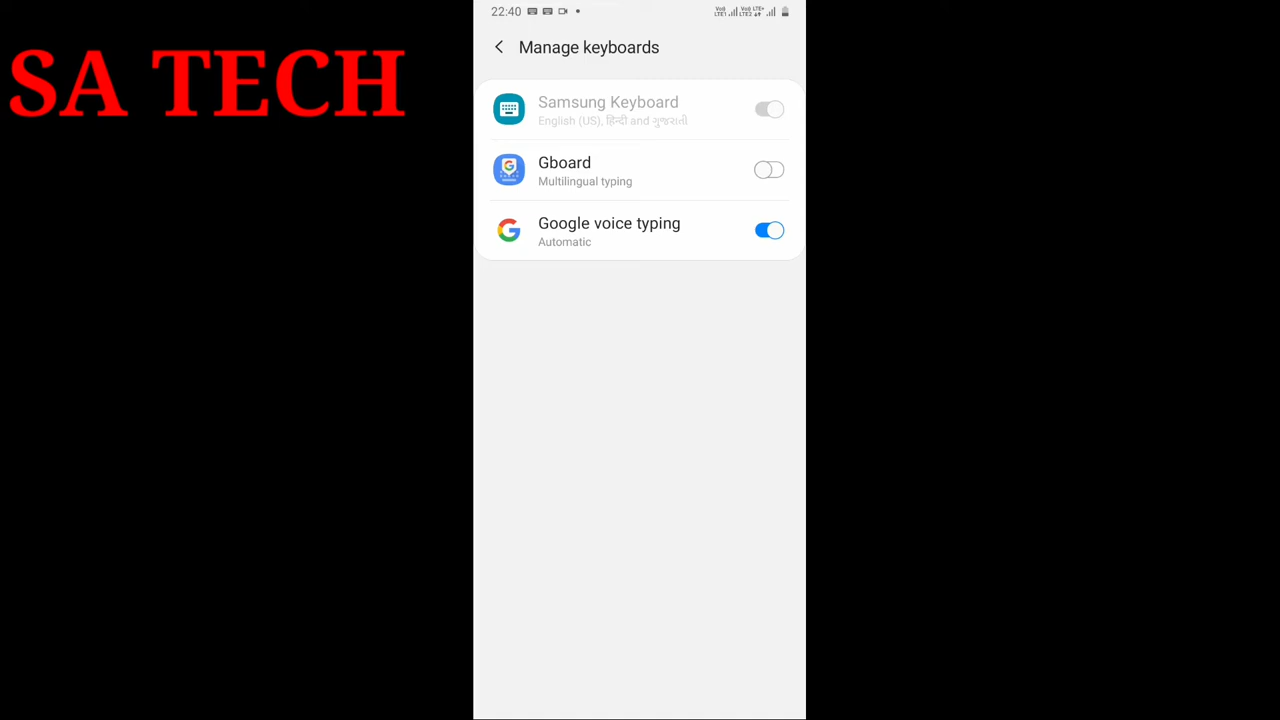 SA TECH
22:40
Manage keyboards
Samsung Keyboard
English (US), हिन्दी and ગુજરાતી
Gboard
Multilingual typing
Google voice typing
Automatic